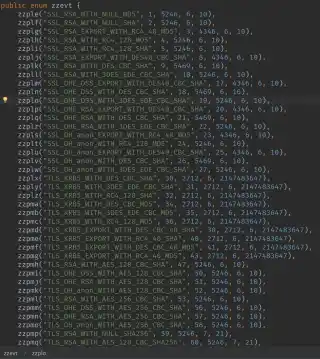 public enum zzevt {
zzple("SSL_RSA_WITH_NULL_MD5", 1, 5246, 6, 10),
zzplf("SSL_RSA_WITH_NULL_SHA", 2, 5246, 6, 10),
zzplg("SSL_RSA_EXPORT_WITH_RC4_40_MD5", 3, 4346, 6, 10),
zzplh("SSL_RSA_WITH_RC4_128_MD5", 4, 5246, 6, 10),
zzpli("SSL_RSA_WITH_RC4_128_SHA", 5, 5246, 6, 10),
zzplj("SSL_RSA_EXPORT_WITH_DES40_CBC_SHA", 8, 4346, 6, 10),
zzplk("SSL_RSA_WITH_DES_CBC_SHA", 9, 5469, 6, 10),
zzpll("SSL_RSA_WITH_3DES_EDE_CBC_SHA", 10, 5246, 6, 10),
zzplm("SSL_DHE_DSS_EXPORT_WITH_DES40_CBC_SHA", 17, 4346, 6, 10),
zzpln("SSL_DHE_DSS_WITH_DES_CBC_SHA", 18, 5469, 6, 10),
zzplo("SSL_DHE_DSS_WITH_3DES_EDE_CBC_SHA", 19, 5246, 6, 10),
zzplp("SSL_DHE_RSA_EXPORT_WITH_DES40_CBC_SHA", 20, 4346, 6, 10),
zzplq("SSL_DHE_RSA_WITH_DES_CBC_SHA", 21, 5469, 6, 10),
zzplr("SSL_DHE_RSA_WITH_3DES_EDE_CBC_SHA", 22, 5246, 6, 10),
zzpls("SSL_DH_anon_EXPORT_WITH_RC4_40_MD5", 23, 4346, 6, 10),
zzplt("SSL_DH_anon_WITH_RC4_128_MD5", 24, 5246, 6, 10),
zzplu("SSL_DH_anon_EXPORT_WITH_DES40_CBC_SHA", 25, 4346, 6, 10),
zzplv("SSL_DH_anon_WITH_DES_CBC_SHA", 26, 5469, 6, 10),
zzplw("SSL_DH_anon_WITH_3DES_EDE_CBC_SHA", 27, 5246, 6, 10),
zzplx("TLS_KRB5_WITH_DES_CBC_SHA", 30, 2712, 6, 2147483647),
zzply("TLS_KRB5_WITH_3DES_EDE_CBC_SHA", 31, 2712, 6, 2147483647),
zzplz("TLS_KRB5_WITH_RC4_128_SHA", 32, 2712, 6, 2147483647),
zzpma("TLS_KRB5_WITH_DES_CBC_MD5", 34, 2712, 6, 2147483647),
zzpmb("TLS_KRB5_WITH_3DES_EDE_CBC_MD5", 35, 2712, 6, 2147483647),
zzpmc("TLS_KRB5_WITH_RC4_128_MD5", 36, 2712, 6, 2147483647),
zzpmd("TLS_KRB5_EXPORT_WITH_DES_CBC_40_SHA", 38, 2712, 6, 2147483647),
zzpme("TLS_KRB5_EXPORT_WITH_RC4_40_SHA", 40, 2712, 6, 2147483647),
zzpmf("TLS_KRB5_EXPORT_WITH_DES_CBC_40_MD5", 41, 2712, 6, 2147483647),
zzpmg("TLS_KRB5_EXPORT_WITH_RC4_40_MD5", 43, 2712, 6, 2147483647),
zzpmh("TLS_RSA_WITH_AES_128_CBC_SHA", 47, 5246, 6, 10),
zzpmi("TLS_DHE_DSS_WITH_AES_128_CBC_SHA", 50, 5246, 6, 10),
zzpmj("TLS_DHE_RSA_WITH_AES_128_CBC_SHA", 51, 5246, 6, 10),
zzpmk("TLS_DH_anon_WITH_AES_128_CBC_SHA", 52, 5246, 6, 10),
zzpml("TLS_RSA_WITH_AES_256_CBC_SHA", 53, 5246, 6, 10),
zzpmm("TLS_DHE_DSS_WITH_AES_256_CBC_SHA", 56, 5246, 6, 10),
zzpmn("TLS_DHE_RSA_WITH_AES_256_CBC_SHA", 57, 5246, 6, 10),
zzpmo("TLS_DH_anon_WITH_AES_256_CBC_SHA", 58, 5246, 6, 10),
zzpmp("TLS_RSA_WITH_NULL_SHA256", 59, 5246, 7, 21),
zzpmq("TLS_RSA_WITH_AES_128_CBC_SHA256", 60, 5246, 7, 21),
zzevt
zzplo